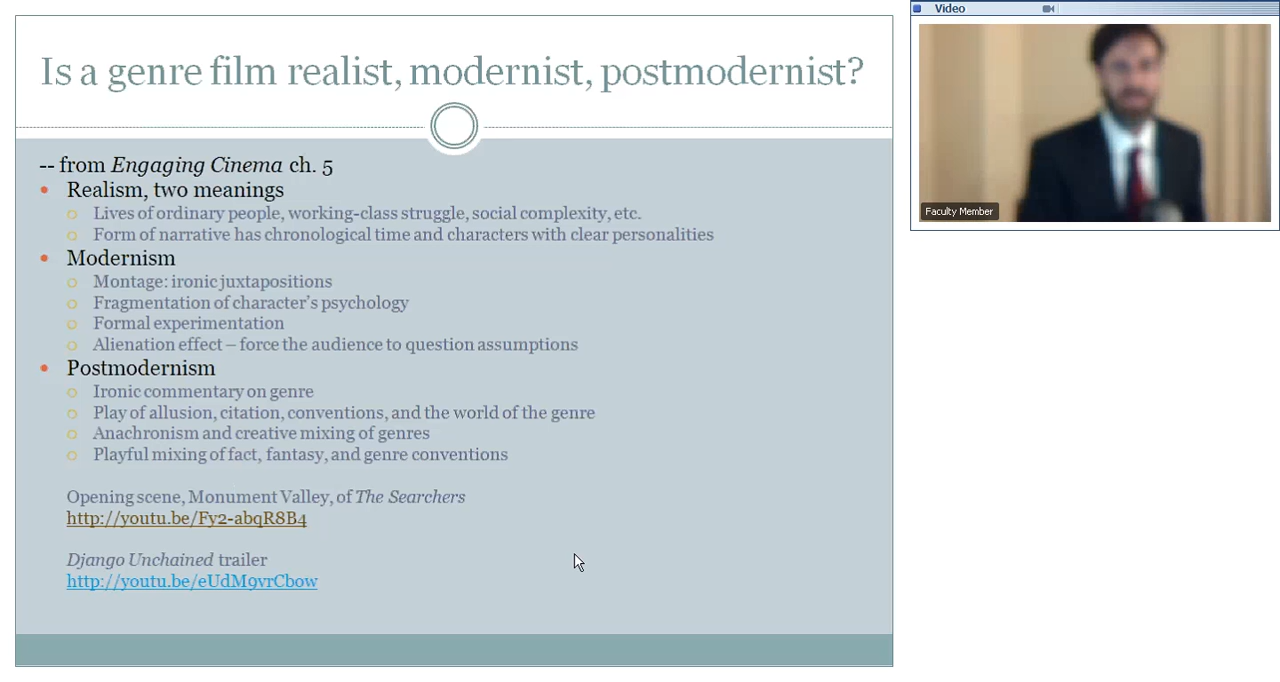 Is a genre film realist, modernist, postmodernist?
-- from Engaging Cinema ch. 5
Realism, two meanings
Lives of ordinary people, working-class struggle, social complexity, etc.
Form of narrative has chronological time and characters with clear personalities
Modernism
Montage: ironic juxtapositions
Fragmentation of character's psychology
Formal experimentation
Alienation effect – force the audience to question assumptions
Postmodernism
Ironic commentary on genre
Play of allusion, citation, conventions, and the world of the genre
Anachronism and creative mixing of genres
Playful mixing of fact, fantasy, and genre conventions
Opening scene, Monument Valley, of The Searchers
http://youtu.be/Fy2-abqR8B4
Django Unchained trailer
http://youtu.be/eUdM9vrCbow
Video
Faculty Member